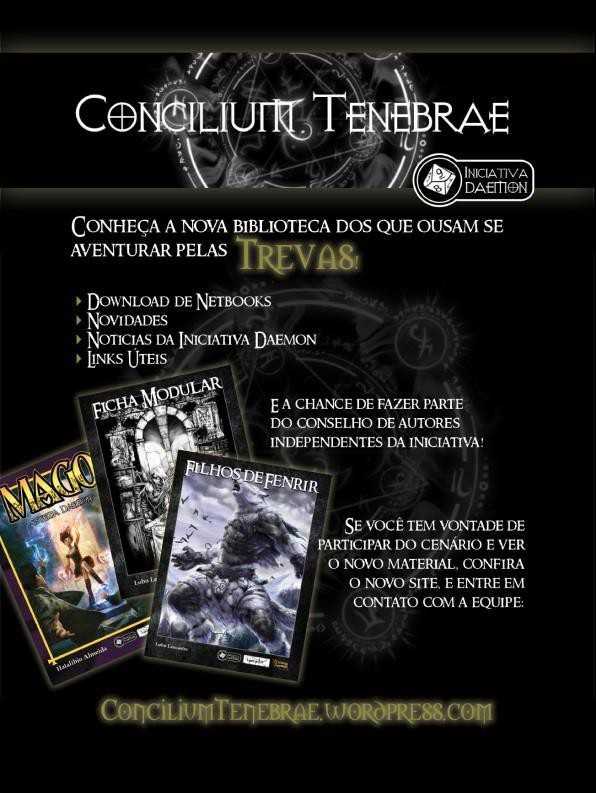 Concilium Tenebrae
Iniciativa
Daemon
Conheça a nova biblioteca dos que ousam se
aventurar pelas Trevas!
Download de Netbooks
Novidades
Noticias da Iniciativa Daemon
Links Úteis
Ficha Modular
E a chance de fazer parte
do conselho de autores
independentes da iniciativa!
Mago
Filhos de Fenrir
Se você tem vontade de
participar do cenário e ver
o novo material, confira
o novo site, e entre em
contato com a equipe:
Hatalíbio Almeida
ConciliumTenebrae.wordpress.com